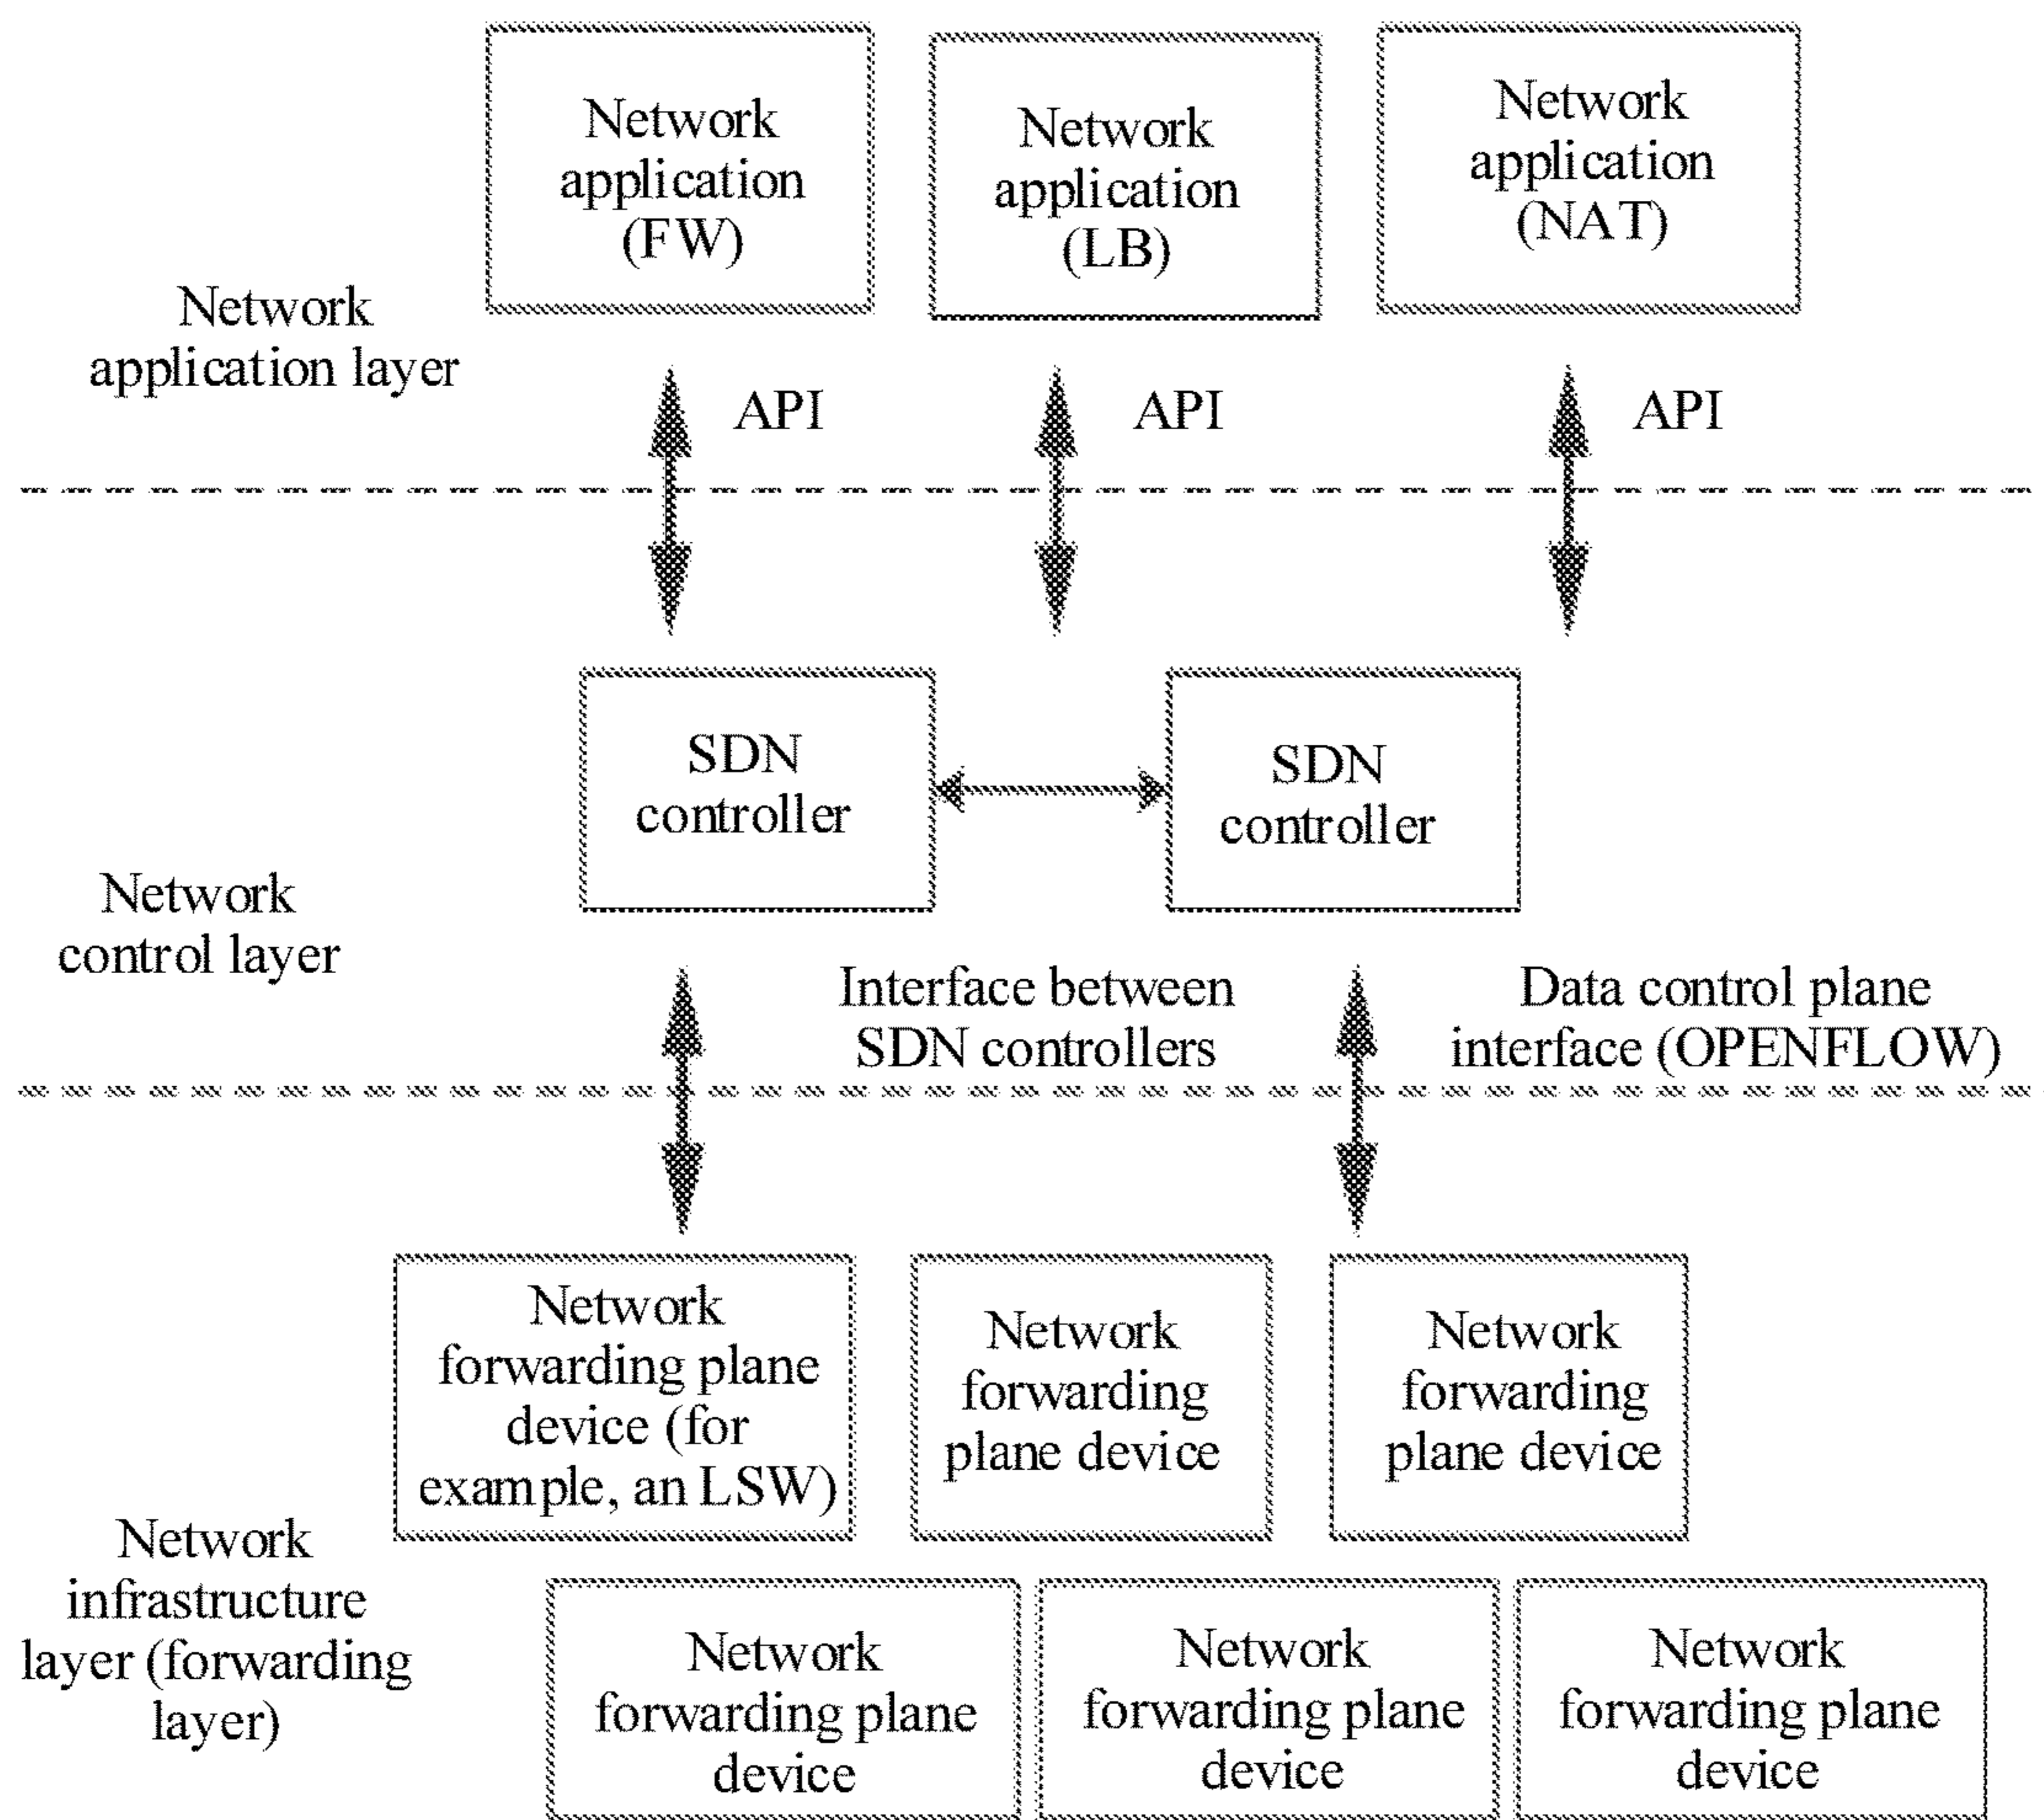 Network
application
(FW)
Network
application
(LB)
Network
application
(NAT)
Network
application layer
API
API
API
SDN
controller
SDN
controller
Network
control layer
Interface between
SDN controllers
Data control plane
interface (OPENFLOW)
Network
forwarding plane
device (for
example, an LSW)
Network
forwarding
plane device
Network
forwarding
plane device
Network
infrastructure
layer (forwarding
layer)
Network
forwarding plane
device
Network
forwarding plane
device
Network
forwarding plane
device